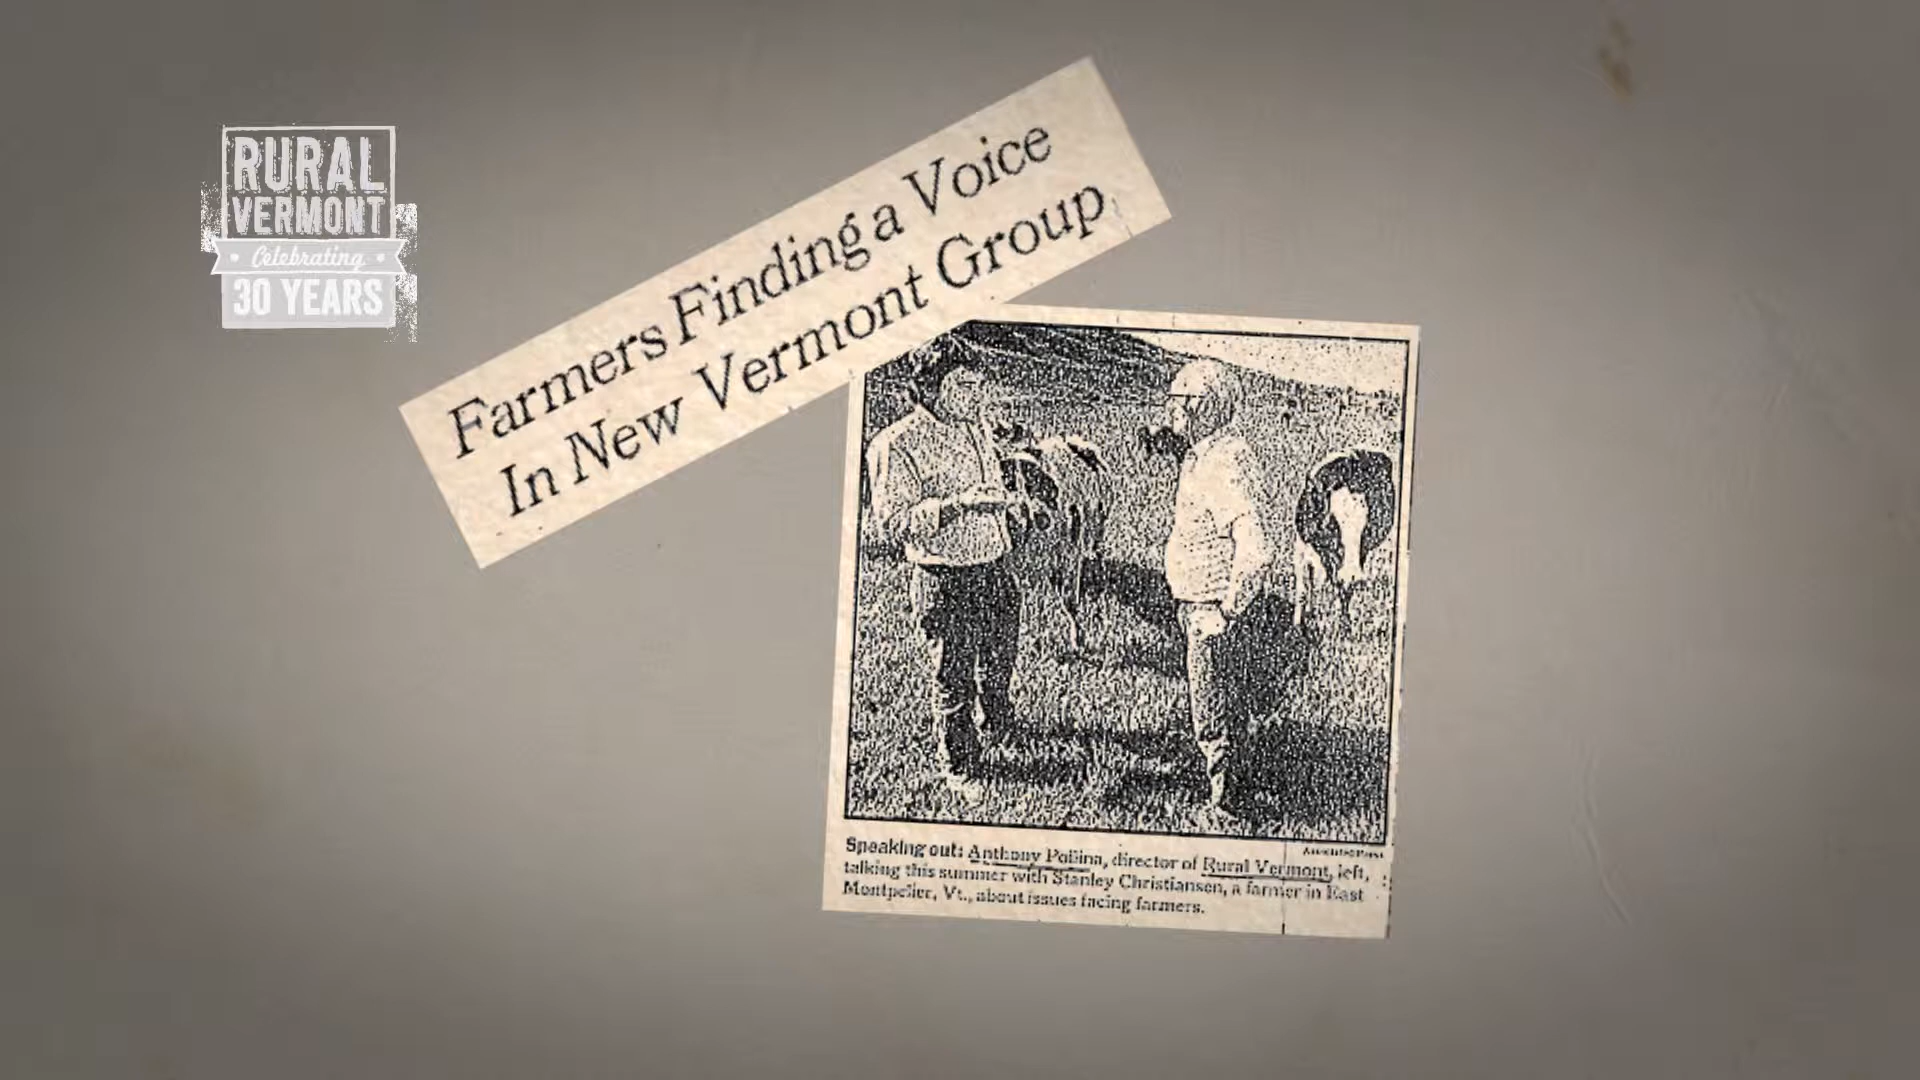 RURAL
VERMONT
Celebrating
30 YEARS
Farmers Finding a Voice
In New Vermont Group
Speaking out: Anthony Pollina, director of Rural Vermont, left,
talking this summer with Stanley Christiansen, a farmer in East
Montpelier, Vt., about issues facing farmers.